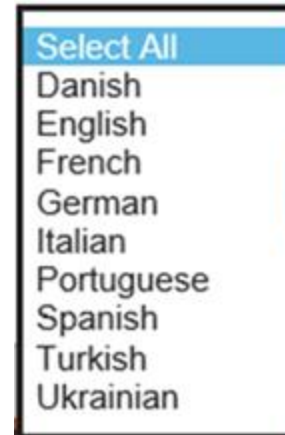 Select All
Danish
English
French
German
Italian
Portuguese
Spanish
Turkish
Ukrainian